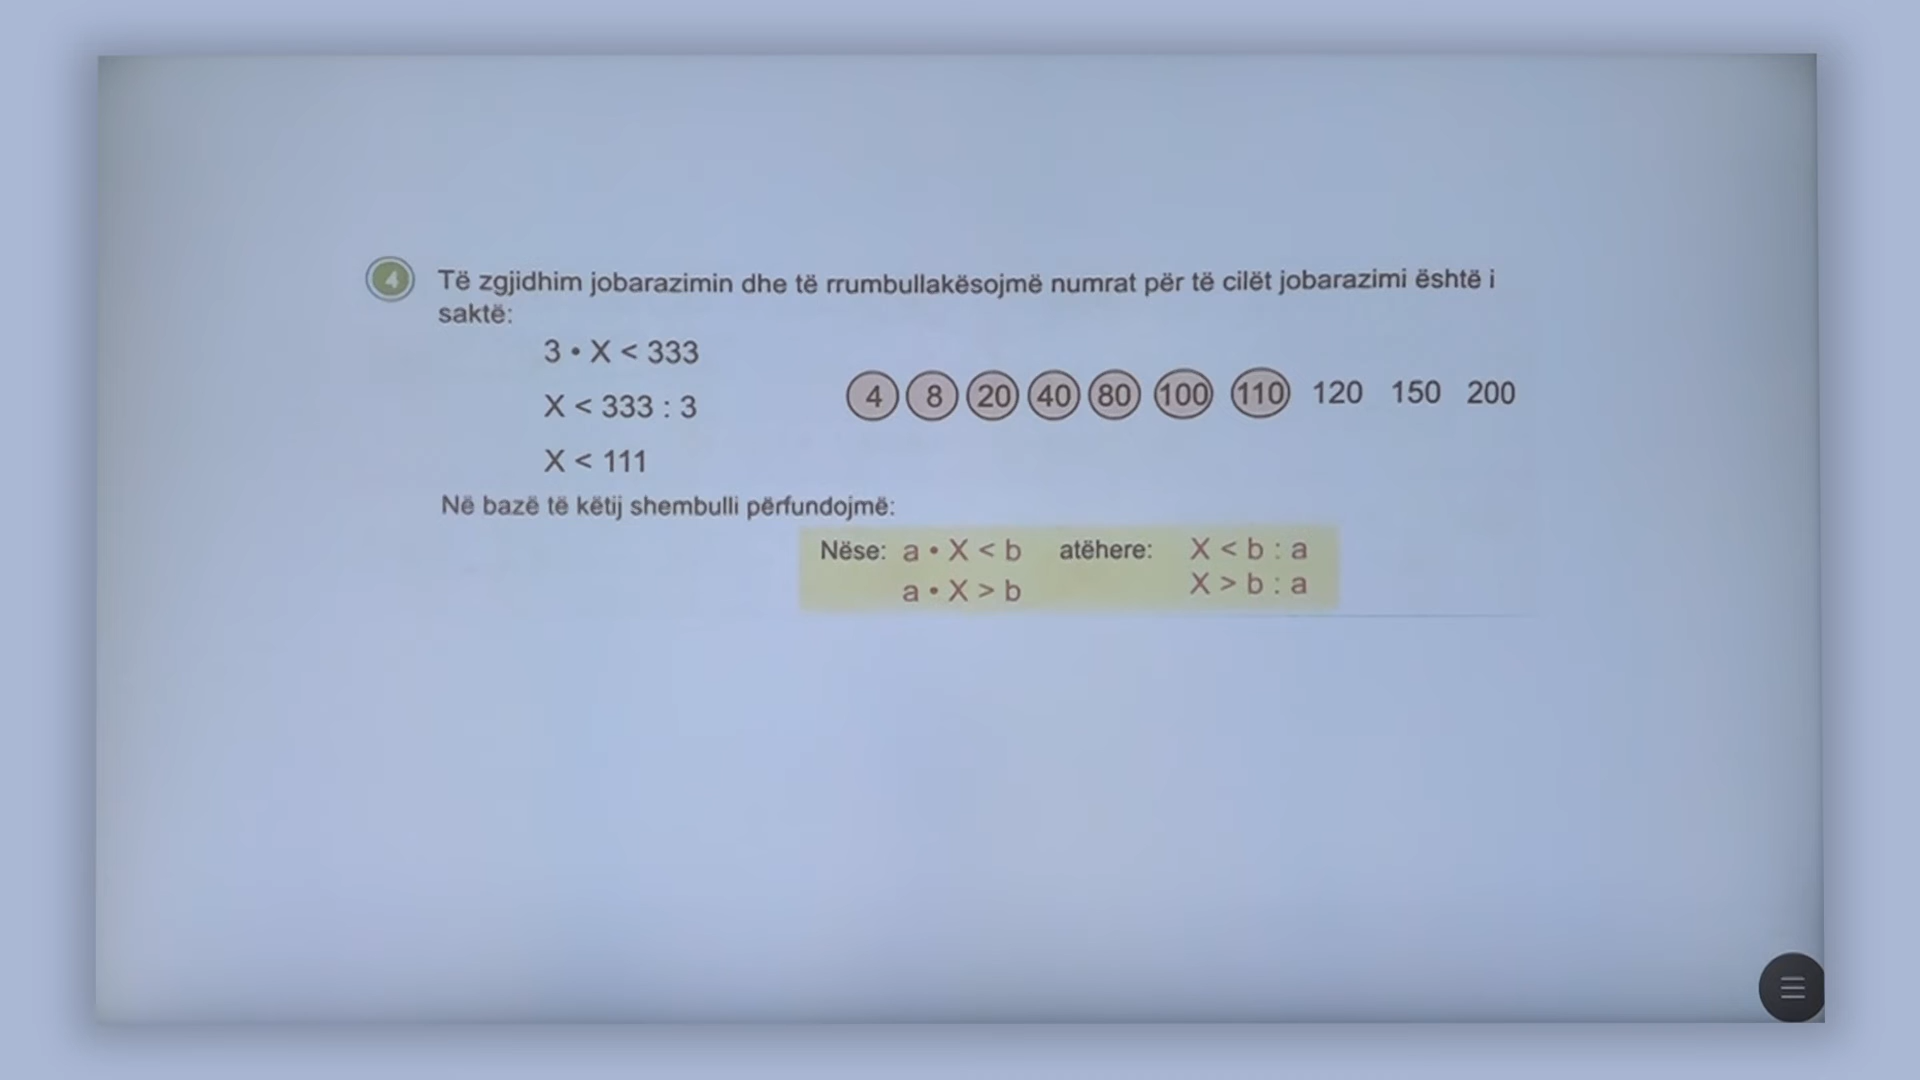 4 Të zgjidhim jobarazimin dhe të rrumbullakësojmë numrat për të cilët jobarazimi është i
saktë:
3 • X < 333
X < 333 : 3
X < 111
4 8 20 40 80 100 110 120 150 200
Në bazë të këtij shembulli përfundojmë:
Nëse: a • X < b atëhere: X < b : a
a • X > b X > b : a